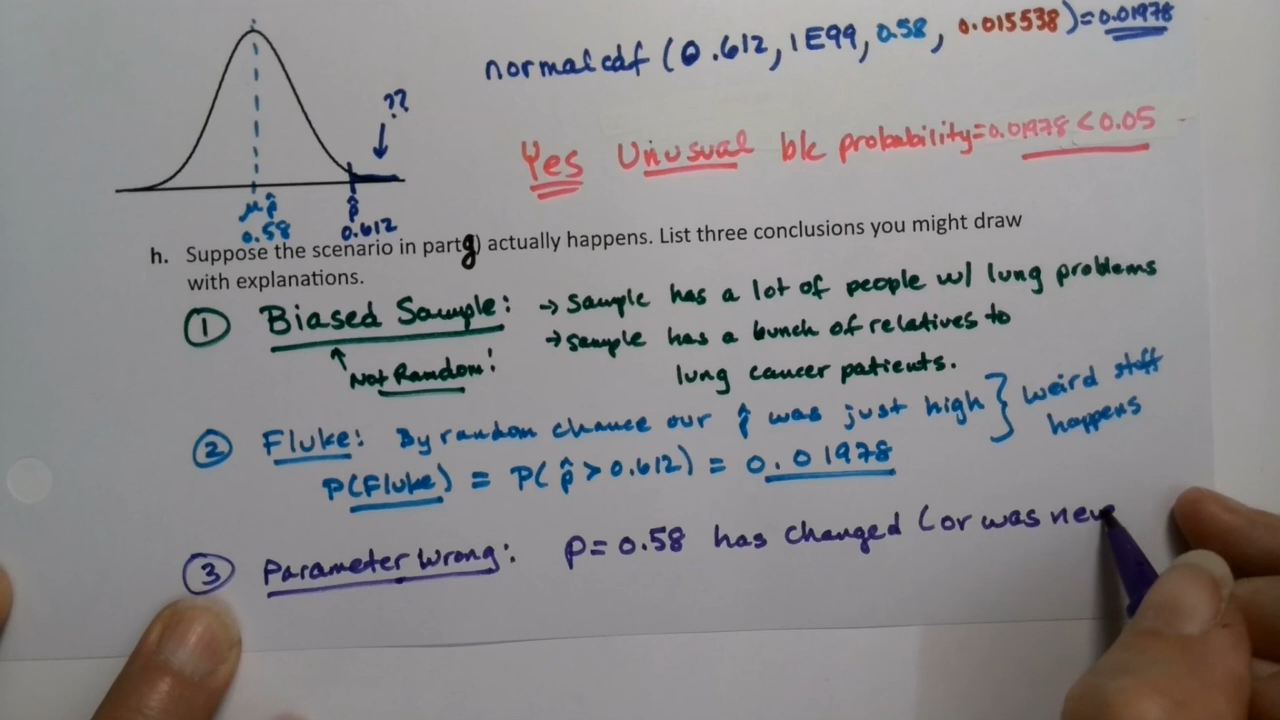 normalcdf (0.612, 1E99, 0.58, 0.015538) = 0.01978
??
Yes Unusual b/c probability = 0.01978 < 0.05
μp̂ p̂
0.58 0.612
h. Suppose the scenario in part g) actually happens. List three conclusions you might draw
with explanations.
① Biased Sample: → Sample has a lot of people w/ lung problems
→ sample has a bunch of relatives to
Not Random! lung cancer patients.
② Fluke: By random chance our p̂ was just high } weird stuff
happens
P(Fluke) = P(p̂ > 0.612) = 0.01978
③ Parameter Wrong: p = 0.58 has changed (or was neve